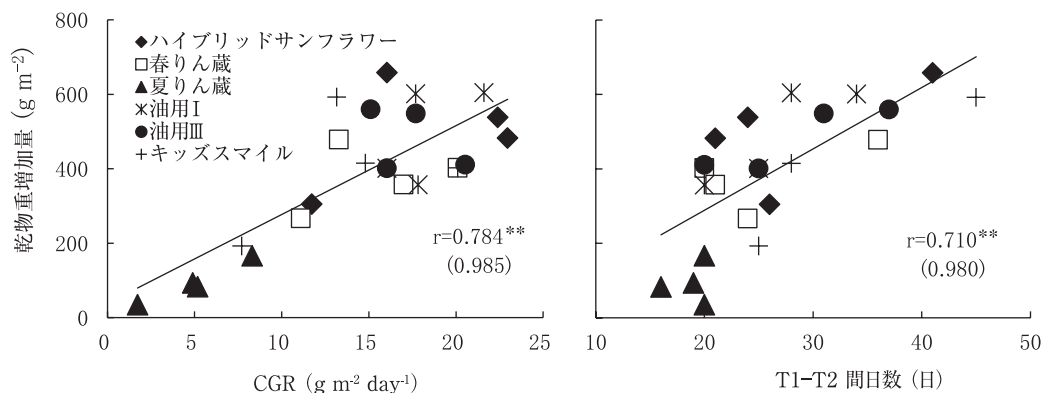 乾物重増加量 (g m⁻²)
800
600
400
200
0
◆ハイブリッドサンフラワー
□春りん蔵
▲夏りん蔵
✳油用Ⅰ
●油用Ⅲ
+キッズスマイル
r=0.784**
(0.985)
0 5 10 15 20 25
CGR (g m⁻² day⁻¹)
r=0.710**
(0.980)
10 20 30 40 50
T1−T2 間日数 (日)